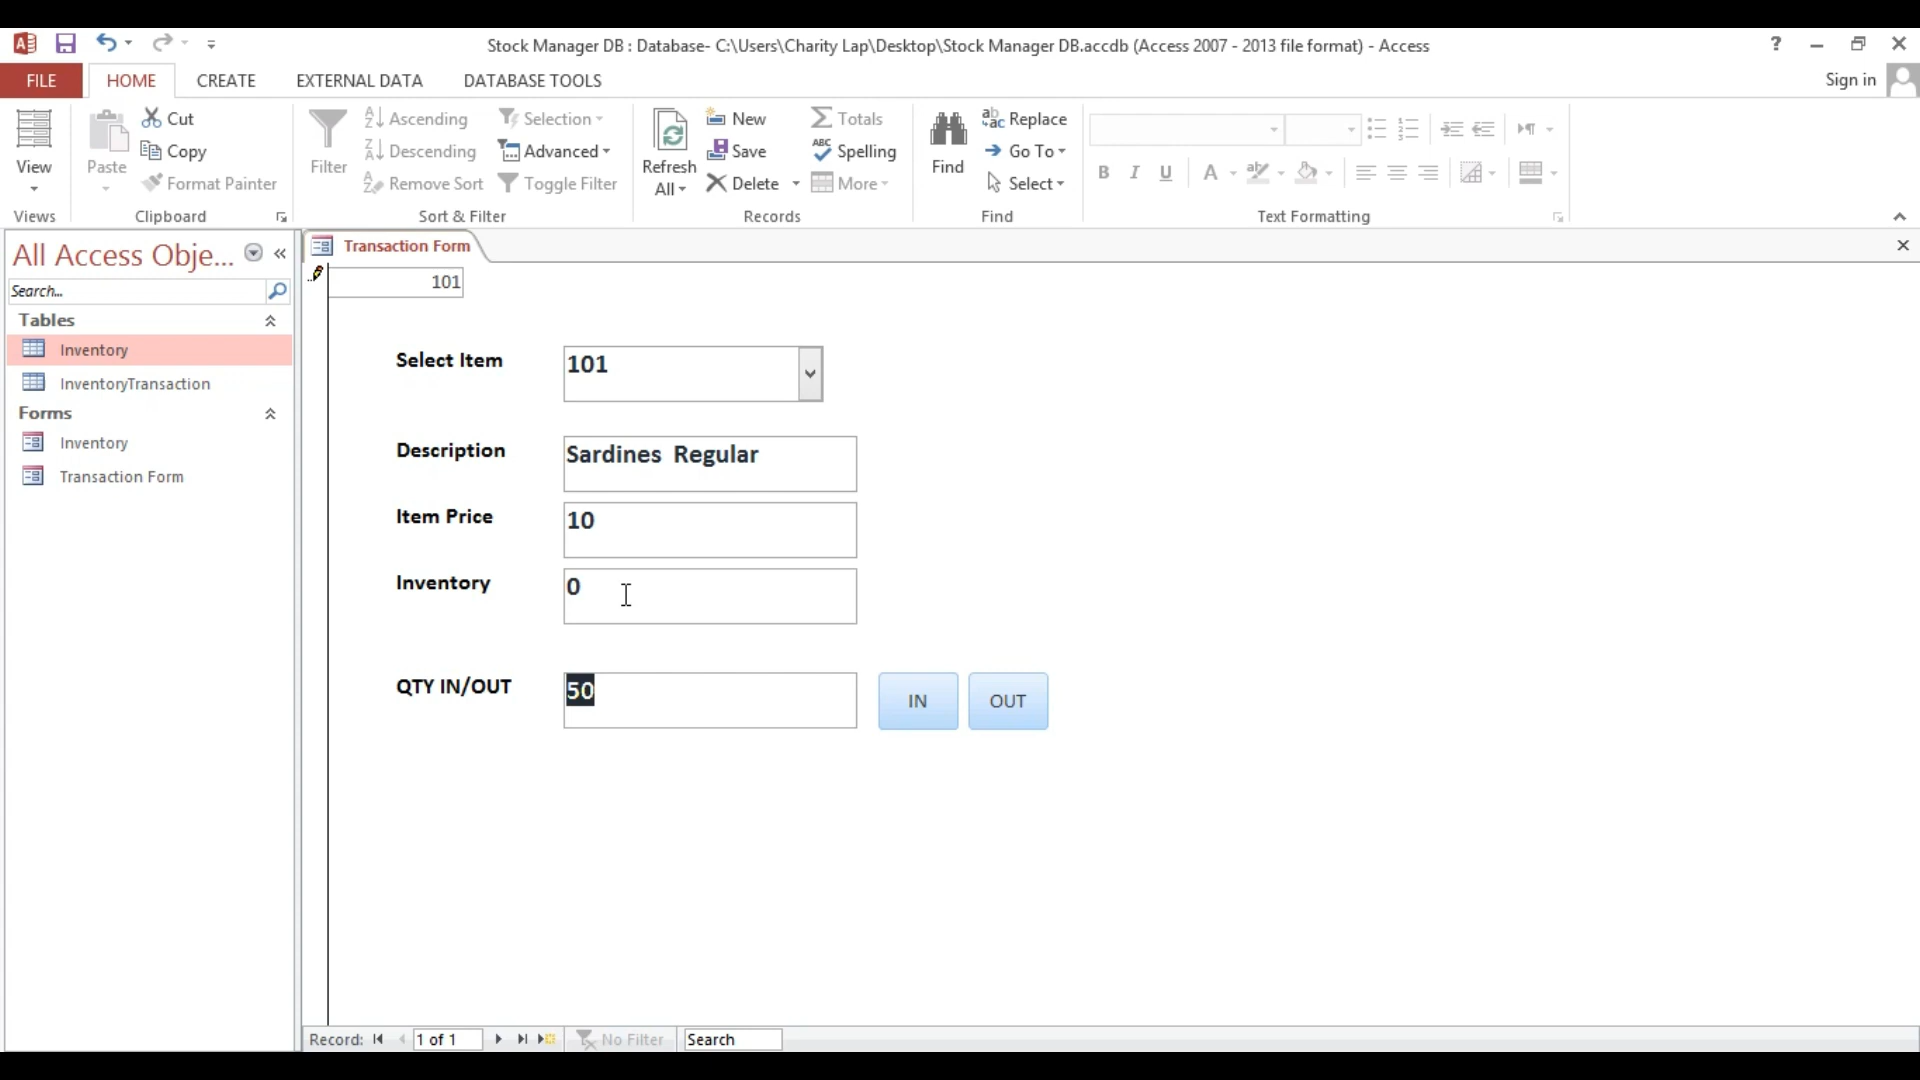 Stock Manager DB : Database- C:\Users\Charity Lap\Desktop\Stock Manager DB.accdb (Access 2007 - 2013 file format) - Access
?
FILE HOME CREATE EXTERNAL DATA DATABASE TOOLS Sign in
View
Views
Paste
Cut
Copy
Format Painter
Clipboard
Filter
Ascending
Descending
Remove Sort
Selection
Advanced
Toggle Filter
Sort & Filter
Refresh
All
New
Save
Delete
Totals
Spelling
More
Records
Find
Replace
Go To
Select
Find
B I U A
Text Formatting
All Access Obje...
Search...
Tables
Inventory
InventoryTransaction
Forms
Inventory
Transaction Form
Transaction Form
101
Select Item 101
Description Sardines Regular
Item Price 10
Inventory 0
QTY IN/OUT 50 IN OUT
Record: 1 of 1 No Filter Search